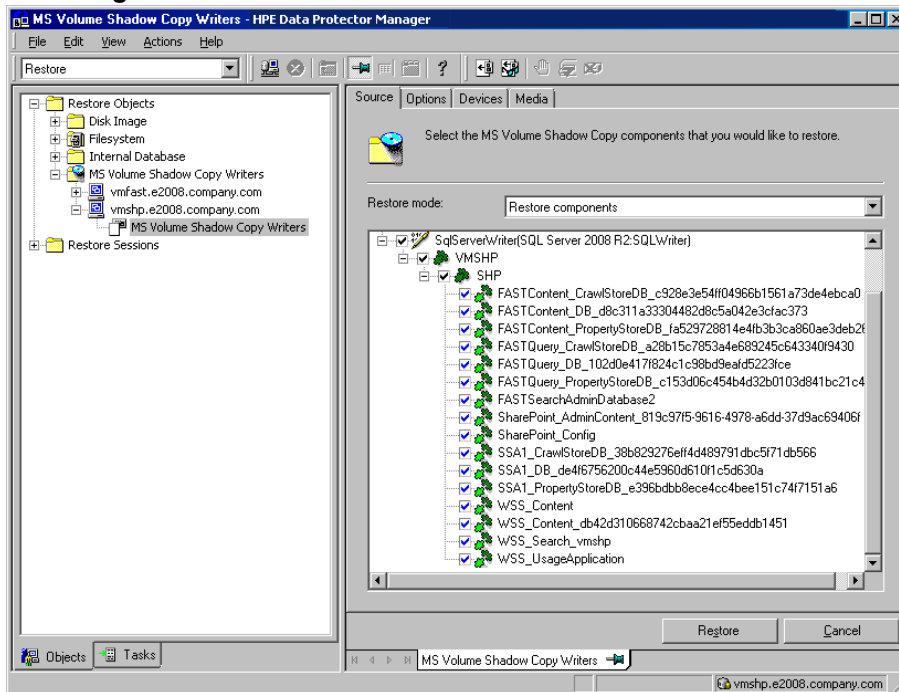 MS Volume Shadow Copy Writers - HPE Data Protector Manager
File Edit View Actions Help
Restore
Restore Objects
Disk Image
Filesystem
Internal Database
MS Volume Shadow Copy Writers
vmfast.e2008.company.com
vmshp.e2008.company.com
MS Volume Shadow Copy Writers
Restore Sessions
Source Options Devices Media
Select the MS Volume Shadow Copy components that you would like to restore.
Restore mode: Restore components
SqlServerWriter(SQL Server 2008 R2:SQLWriter)
VMSHP
SHP
FASTContent_CrawlStoreDB_c928e3e54ff04966b1561a73de4ebca0
FASTContent_DB_d8c311a33304482d8c5a042e3cfac373
FASTContent_PropertyStoreDB_fa529728814e4fb3b3ca860ae3deb26
FASTQuery_CrawlStoreDB_a28b15c7853a4e689245c643340f9430
FASTQuery_DB_102d0e417f824c1c98bd9eafd5223fce
FASTQuery_PropertyStoreDB_c153d06c454b4d32b0103d841bc21c4
FASTSearchAdminDatabase2
SharePoint_AdminContent_819c97f5-9616-4978-a6dd-37d9ac69406f
SharePoint_Config
SSA1_CrawlStoreDB_38b829276eff4d489791dbc5f71db566
SSA1_DB_de4f6756200c44e5960d610f1c5d630a
SSA1_PropertyStoreDB_e396bdbb8ece4cc4bee151c74f7151a6
WSS_Content
WSS_Content_db42d310668742cbaa21ef55eddb1451
WSS_Search_vmshp
WSS_UsageApplication
Restore Cancel
Objects Tasks
MS Volume Shadow Copy Writers
vmshp.e2008.company.com